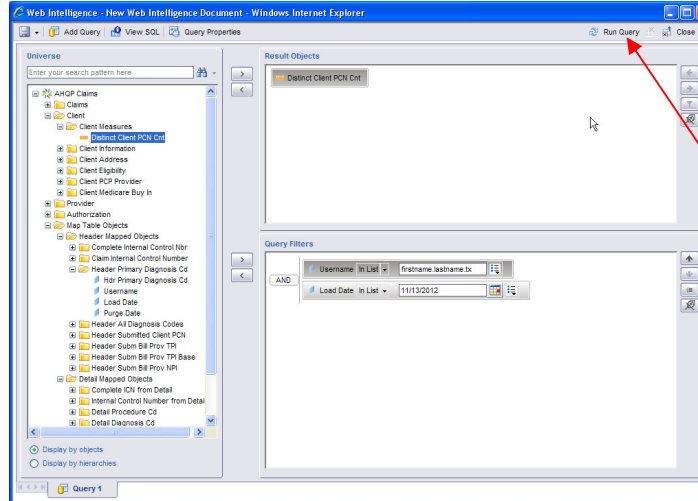 Web Intelligence - New Web Intelligence Document - Windows Internet Explorer
Add Query View SQL Query Properties Run Query Close
Universe
Enter your search pattern here
AHQP Claims
Claims
Client
Client Measures
Distinct Client PCN Cnt
Client Information
Client Address
Client Eligibility
Client PCP Provider
Client Medicare Buy In
Provider
Authorization
Map Table Objects
Header Mapped Objects
Complete Internal Control Nbr
Claim Internal Control Number
Header Primary Diagnosis Cd
Hdr Primary Diagnosis Cd
Username
Load Date
Purge Date
Header All Diagnosis Codes
Header Submitted Client PCN
Header Subm Bill Prov TPI
Header Subm Bill Prov TPI Base
Header Subm Bill Prov NPI
Detail Mapped Objects
Complete ICN from Detail
Internal Control Number from Detai
Detail Procedure Cd
Detail Diagnosis Cd
Display by objects
Display by hierarchies
Result Objects
Distinct Client PCN Cnt
Query Filters
AND
Username In List firstname.lastname.tx
Load Date In List 11/13/2012
Query 1